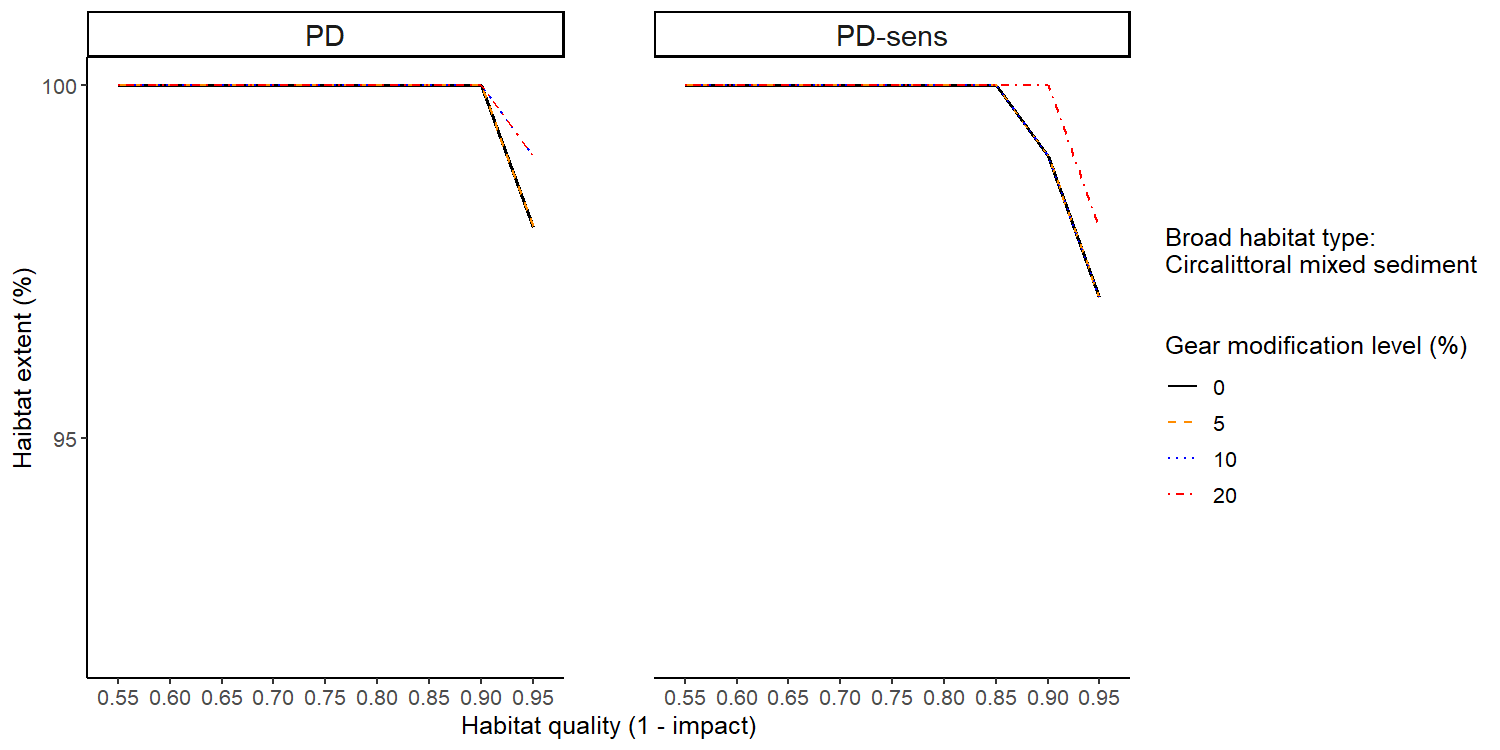 PD
PD-sens
100
95
Haibtat extent (%)
0.55 0.60 0.65 0.70 0.75 0.80 0.85 0.90 0.95
0.55 0.60 0.65 0.70 0.75 0.80 0.85 0.90 0.95
Habitat quality (1 - impact)
Broad habitat type:
Circalittoral mixed sediment
Gear modification level (%)
0
5
10
20